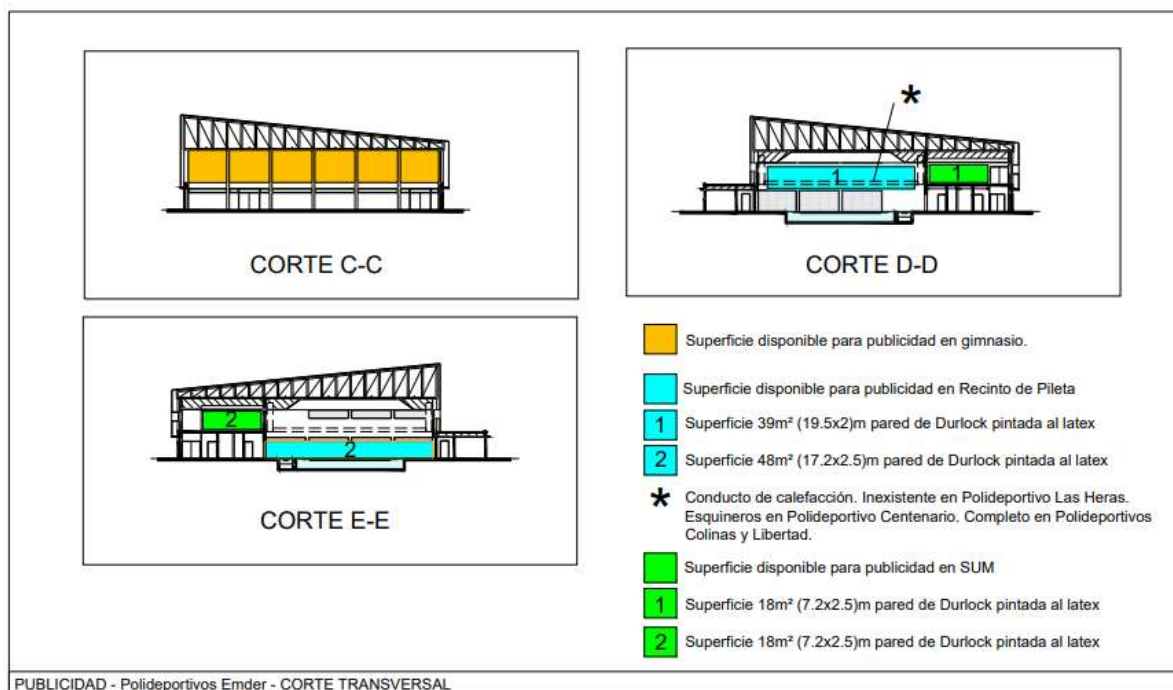 *
1
1
CORTE C-C
CORTE D-D
2
2
CORTE E-E
Superficie disponible para publicidad en gimnasio.
Superficie disponible para publicidad en Recinto de Pileta
1 Superficie 39m² (19.5x2)m pared de Durlock pintada al latex
2 Superficie 48m² (17.2x2.5)m pared de Durlock pintada al latex
* Conducto de calefacción. Inexistente en Polideportivo Las Heras.
Esquineros en Polideportivo Centenario. Completo en Polideportivos
Colinas y Libertad.
Superficie disponible para publicidad en SUM
1 Superficie 18m² (7.2x2.5)m pared de Durlock pintada al latex
2 Superficie 18m² (7.2x2.5)m pared de Durlock pintada al latex
PUBLICIDAD - Polideportivos Emder - CORTE TRANSVERSAL